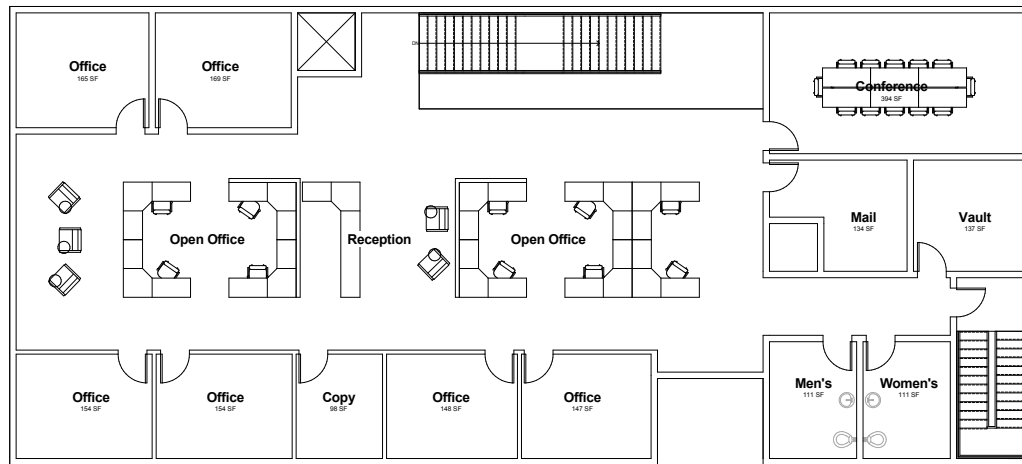 DN
Office
165 SF
Office
169 SF
Conference
394 SF
Open Office
Reception
Open Office
Mail
134 SF
Vault
137 SF
Office
154 SF
Office
154 SF
Copy
98 SF
Office
148 SF
Office
147 SF
Men's
111 SF
Women's
111 SF